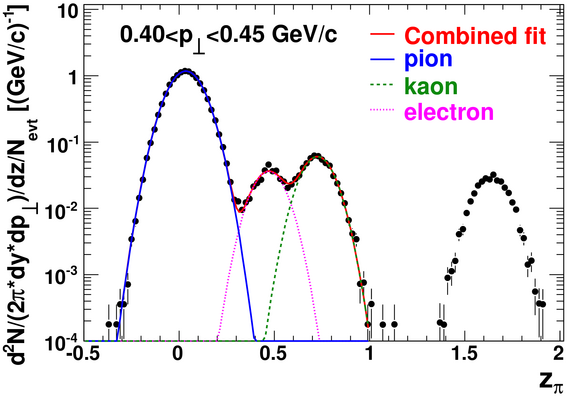 d²N/(2π*dy*dp⊥)/dz/Nevt [(GeV/c)⁻¹]
0.40<p⊥<0.45 GeV/c
Combined fit
pion
kaon
electron
10
1
10⁻¹
10⁻²
10⁻³
10⁻⁴
-0.5 0 0.5 1 1.5 2
zπ